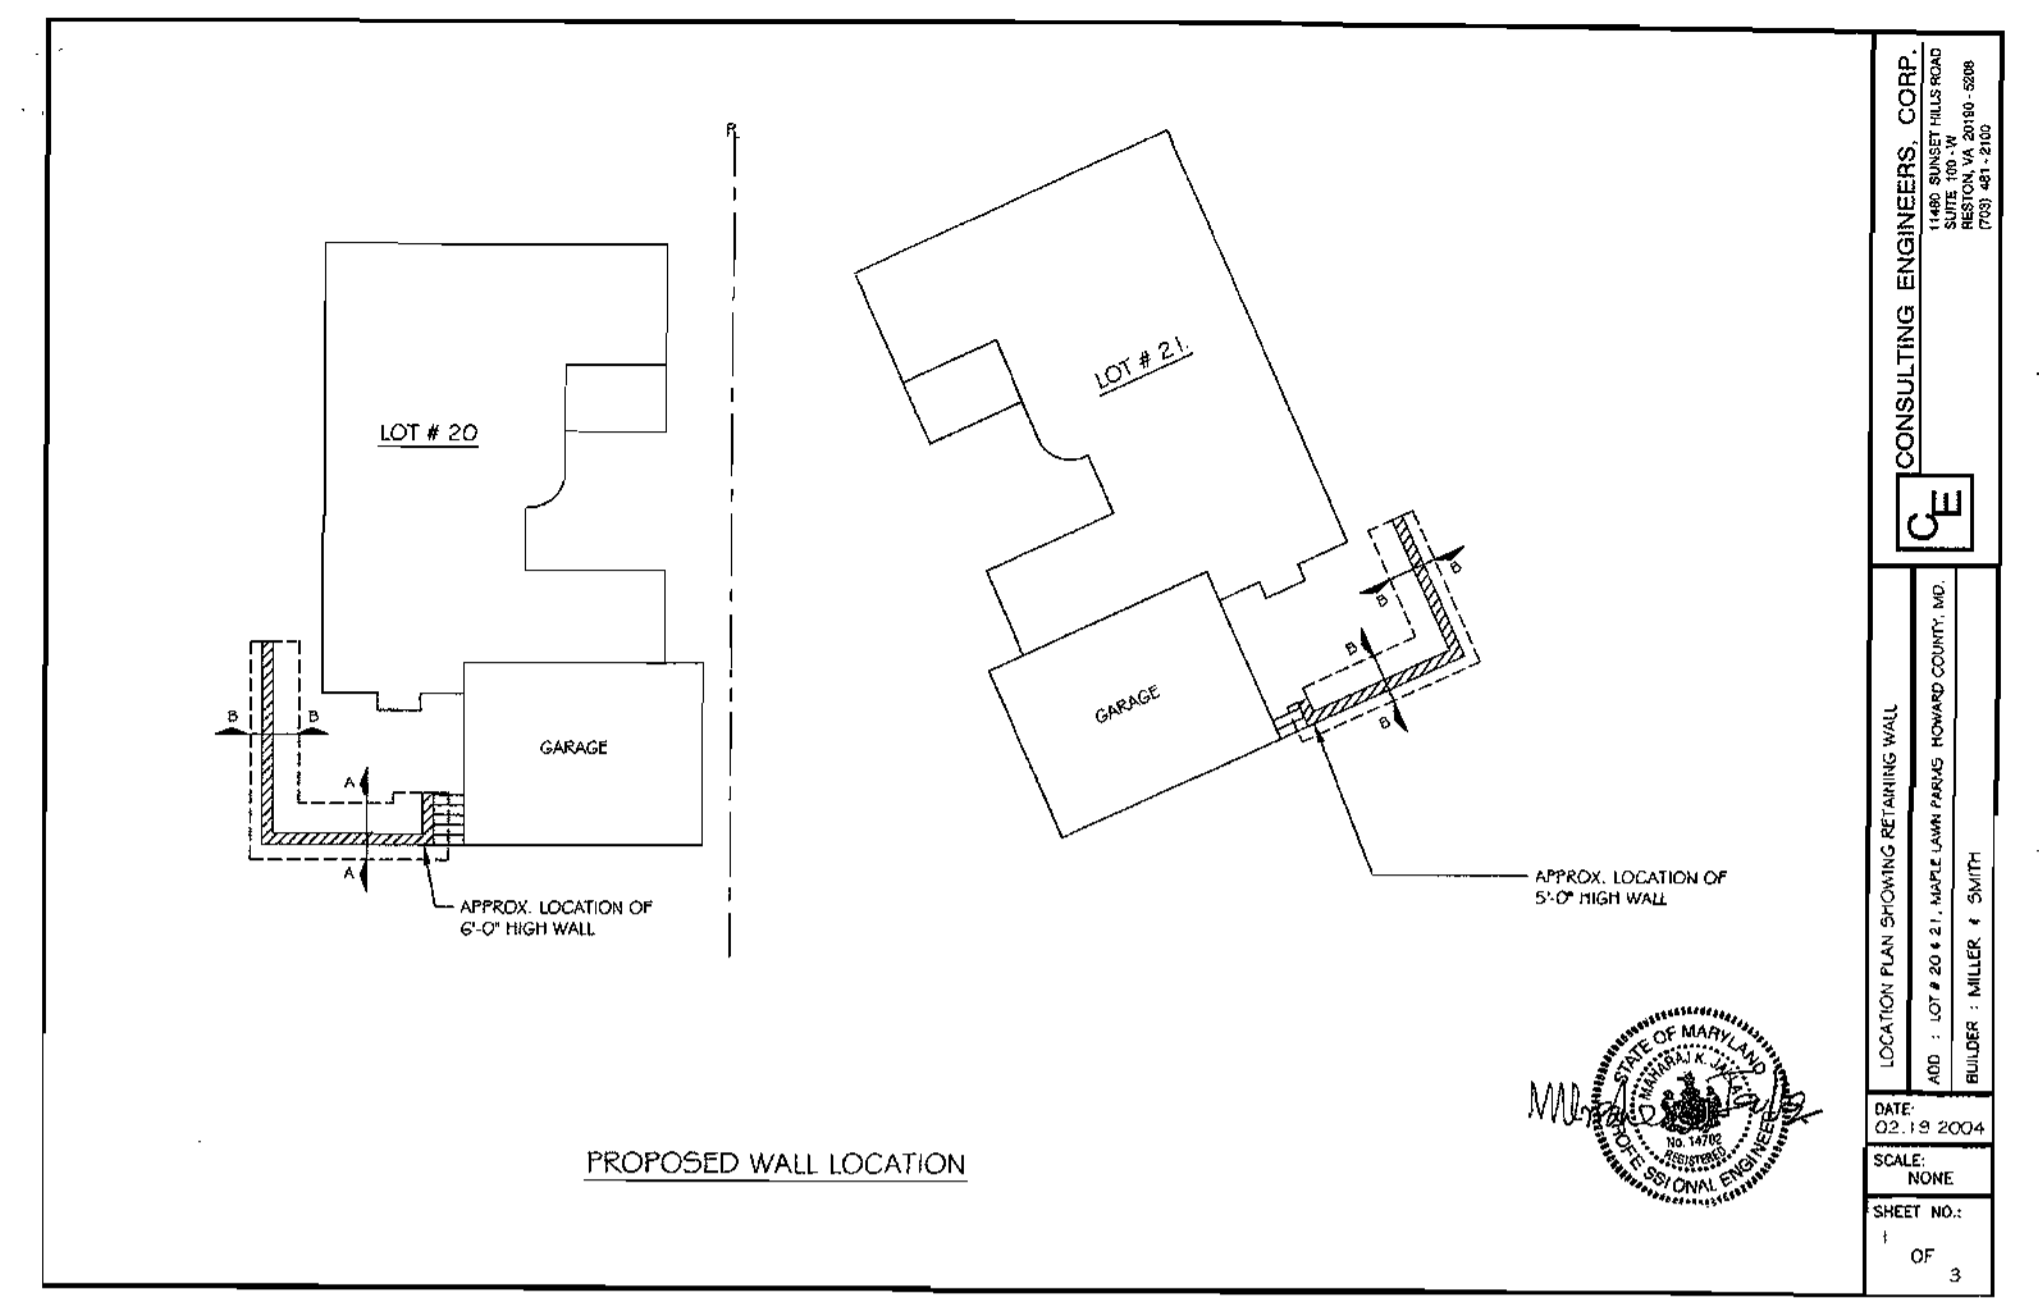 PL
LOT # 20
LOT # 21.
GARAGE
GARAGE
B
B
A
A
B
B
B
B
APPROX. LOCATION OF
6'-0" HIGH WALL
APPROX. LOCATION OF
5'-0" HIGH WALL
PROPOSED WALL LOCATION
STATE OF MARYLAND
MAHARAJ K.
No. 14702
REGISTERED
PROFESSIONAL ENGINEER
CE
CONSULTING ENGINEERS, CORP.
11480 SUNSET HILLS ROAD
SUITE 100 - W
RESTON, VA 20190 - 5208
(703) 481 - 2100
LOCATION PLAN SHOWING RETAINING WALL
ADD : LOT # 20 & 21, MAPLE LAWN FARMS HOWARD COUNTY, MD.
BUILDER : MILLER & SMITH
DATE:
02.19 2004
SCALE:
NONE
SHEET NO.:
1
OF
3